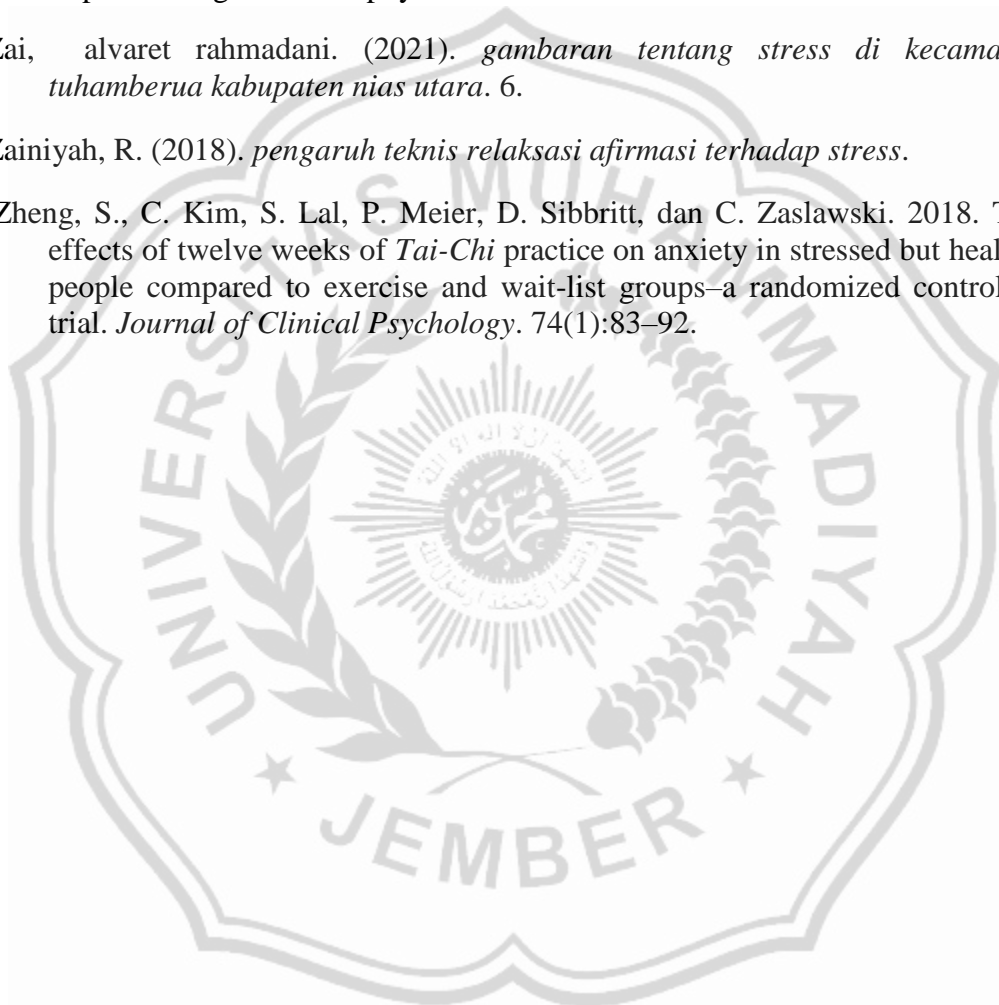 Zai, alvaret rahmadani. (2021). gambaran tentang stress di kecama
tuhamberua kabupaten nias utara. 6.
Zainiyah, R. (2018). pengaruh teknis relaksasi afirmasi terhadap stress.
Zheng, S., C. Kim, S. Lal, P. Meier, D. Sibbritt, dan C. Zaslawski. 2018. T
effects of twelve weeks of Tai-Chi practice on anxiety in stressed but heal
people compared to exercise and wait-list groups–a randomized control
trial. Journal of Clinical Psychology. 74(1):83–92.
UNIVERSITAS MUHAMMADIYAH
JEMBER